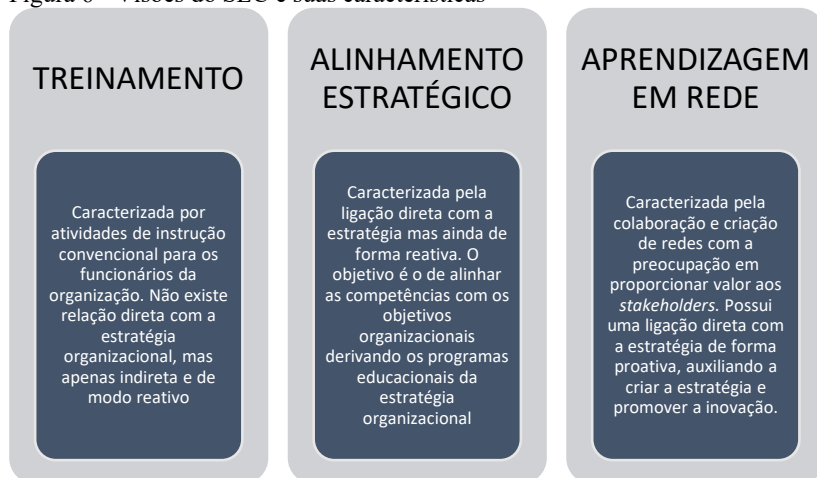 Figura 6 – Visões do SEC e suas características
TREINAMENTO
Caracterizada por
atividades de instrução
convencional para os
funcionários da
organização. Não existe
relação direta com a
estratégia
organizacional, mas
apenas indireta e de
modo reativo
ALINHAMENTO
ESTRATÉGICO
Caracterizada pela
ligação direta com a
estratégia mas ainda de
forma reativa. O
objetivo é o de alinhar
as competências com os
objetivos
organizacionais
derivando os programas
educacionais da
estratégia
organizacional
APRENDIZAGEM
EM REDE
Caracterizada pela
colaboração e criação
de redes com a
preocupação em
proporcionar valor aos
stakeholders. Possui
uma ligação direta com
a estratégia de forma
proativa, auxiliando a
criar a estratégia e
promover a inovação.